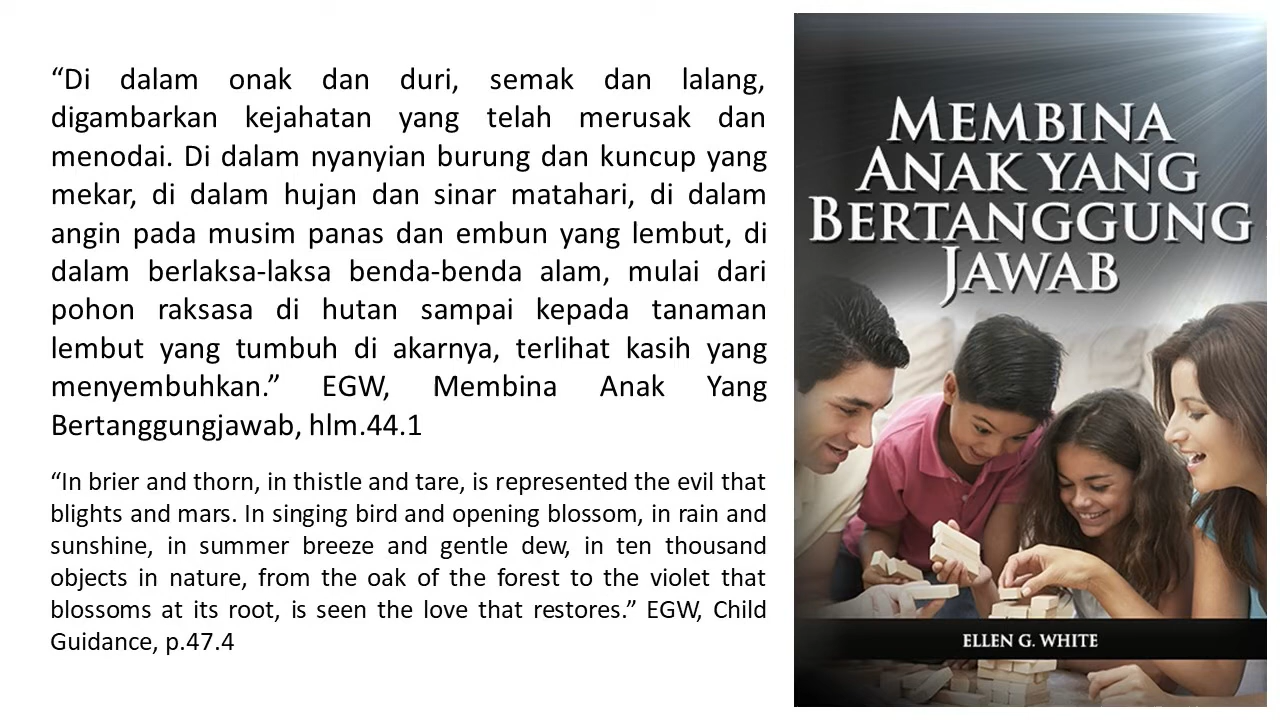 “Di dalam onak dan duri, semak dan lalang,
digambarkan kejahatan yang telah merusak dan
menodai. Di dalam nyanyian burung dan kuncup yang
mekar, di dalam hujan dan sinar matahari, di dalam
angin pada musim panas dan embun yang lembut, di
dalam berlaksa-laksa benda-benda alam, mulai dari
pohon raksasa di hutan sampai kepada tanaman
lembut yang tumbuh di akarnya, terlihat kasih yang
menyembuhkan.” EGW, Membina Anak Yang
Bertanggungjawab, hlm.44.1
“In brier and thorn, in thistle and tare, is represented the evil that
blights and mars. In singing bird and opening blossom, in rain and
sunshine, in summer breeze and gentle dew, in ten thousand
objects in nature, from the oak of the forest to the violet that
blossoms at its root, is seen the love that restores.” EGW, Child
Guidance, p.47.4
MEMBINA
ANAK YANG
BERTANGGUNG
JAWAB
ELLEN G. WHITE